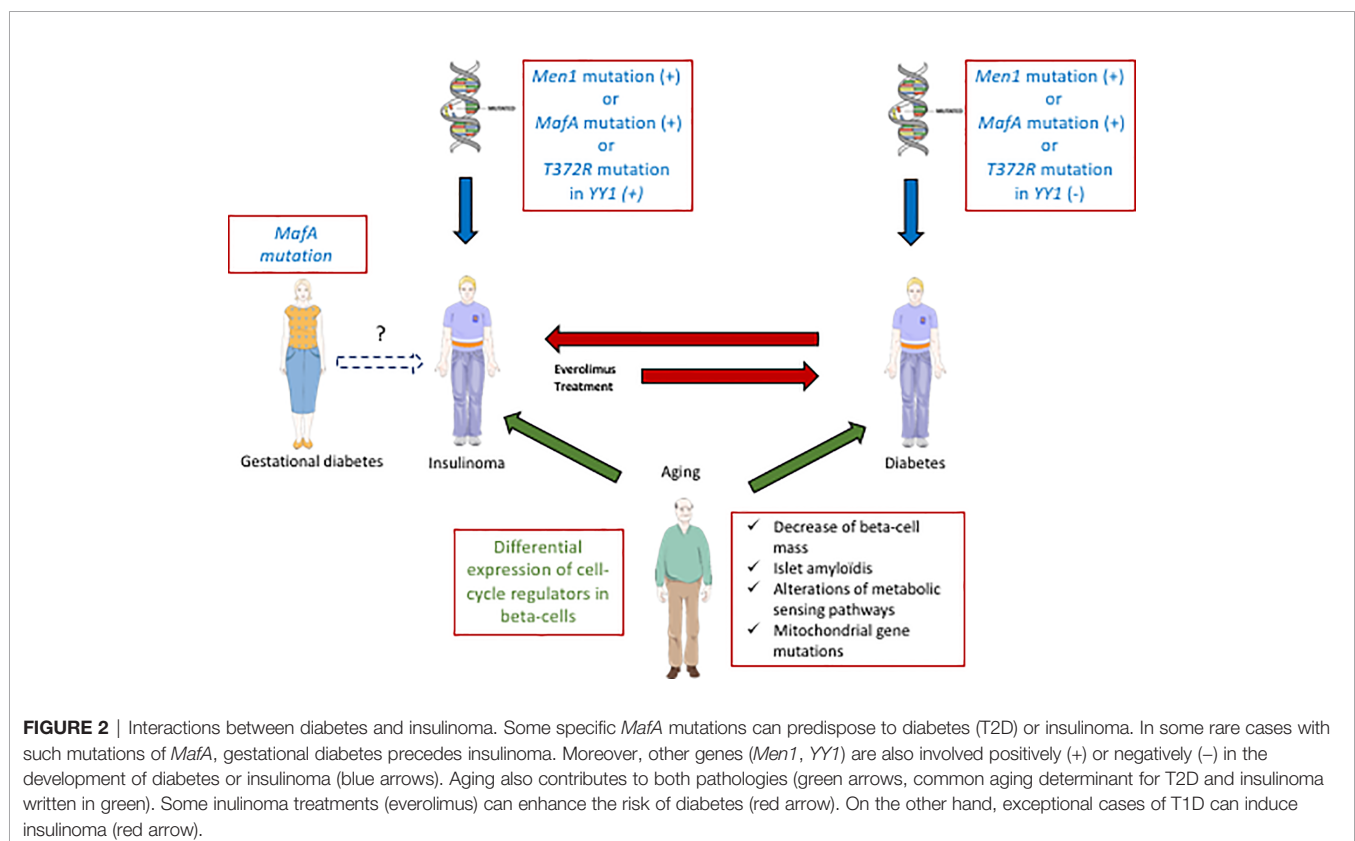 Men1 mutation (+)
or
MafA mutation (+)
or
T372R mutation
in YY1 (+)
MUTATED
Men1 mutation (+)
or
MafA mutation (+)
or
T372R mutation
in YY1 (-)
MUTATED
MafA
mutation
?
Everolimus
Treatment
Gestational diabetes
Insulinoma
Diabetes
Aging
Differential
expression of cell-
cycle regulators in
beta-cells
✓ Decrease of beta-cell
mass
✓ Islet amyloïdis
✓ Alterations of metabolic
sensing pathways
✓ Mitochondrial gene
mutations
FIGURE 2 | Interactions between diabetes and insulinoma. Some specific MafA mutations can predispose to diabetes (T2D) or insulinoma. In some rare cases with
such mutations of MafA, gestational diabetes precedes insulinoma. Moreover, other genes (Men1, YY1) are also involved positively (+) or negatively (–) in the
development of diabetes or insulinoma (blue arrows). Aging also contributes to both pathologies (green arrows, common aging determinant for T2D and insulinoma
written in green). Some inulinoma treatments (everolimus) can enhance the risk of diabetes (red arrow). On the other hand, exceptional cases of T1D can induce
insulinoma (red arrow).